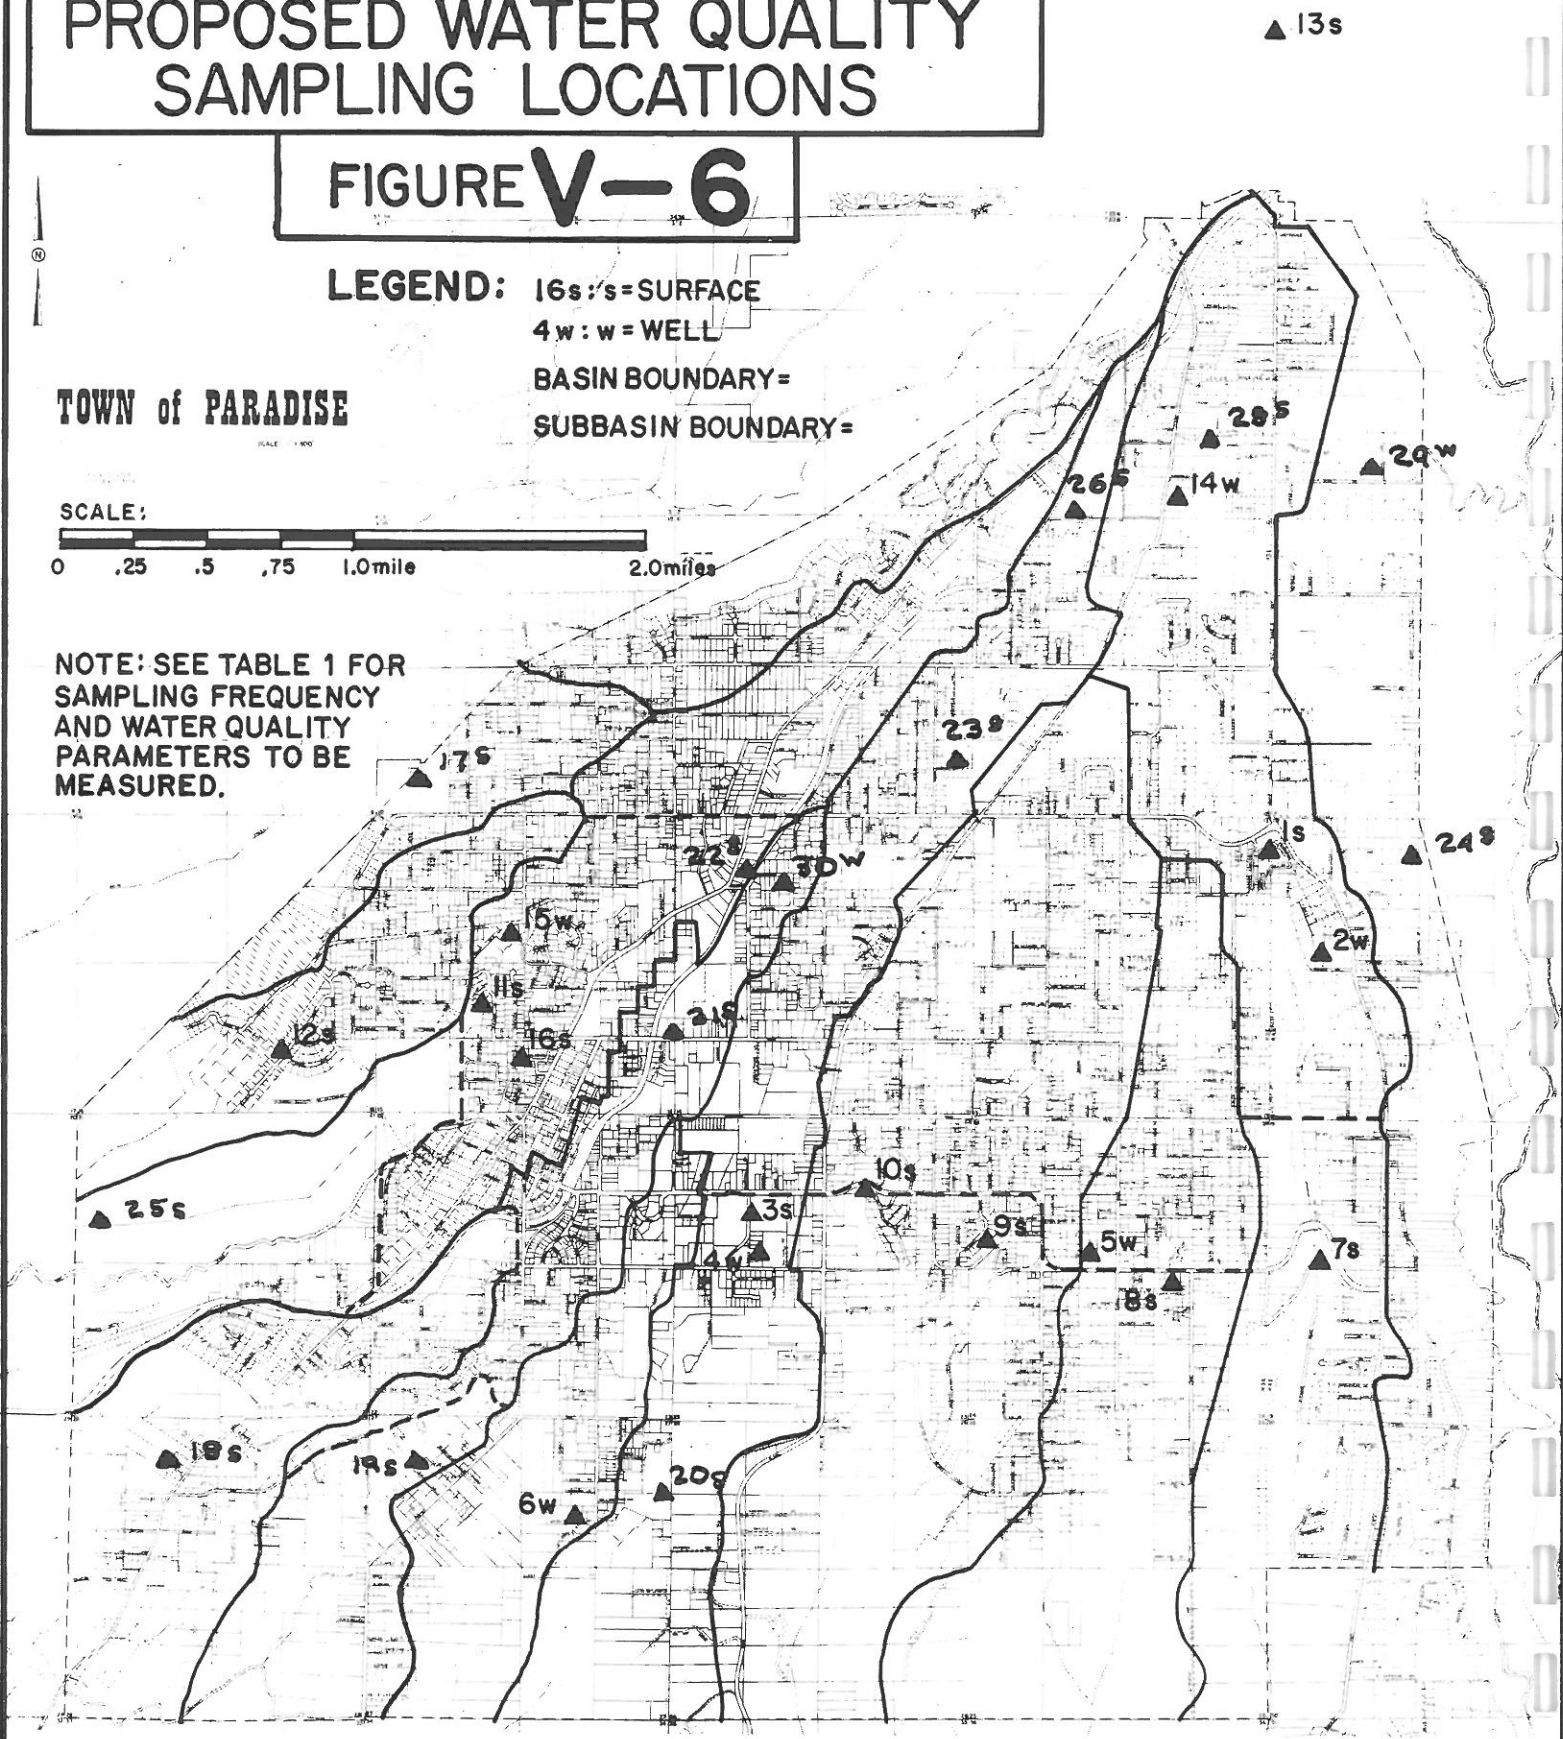 PROPOSED WATER QUALITY
SAMPLING LOCATIONS
13s
FIGURE V-6
N
LEGEND: 16s:'s=SURFACE
4w: w=WELL
BASIN BOUNDARY=
SUBBASIN BOUNDARY=
TOWN of PARADISE
SCALE:
0 .25 .5 .75 1.0mile 2.0miles
NOTE: SEE TABLE 1 FOR
SAMPLING FREQUENCY
AND WATER QUALITY
PARAMETERS TO BE
MEASURED.
28s
29w
26s
14w
23s
17s
1s
24s
22s
30w
15w
2w
11s
21s
12s
16s
10s
25s
3s
9s
5w
7s
4w
8s
18s
19s
20s
6w